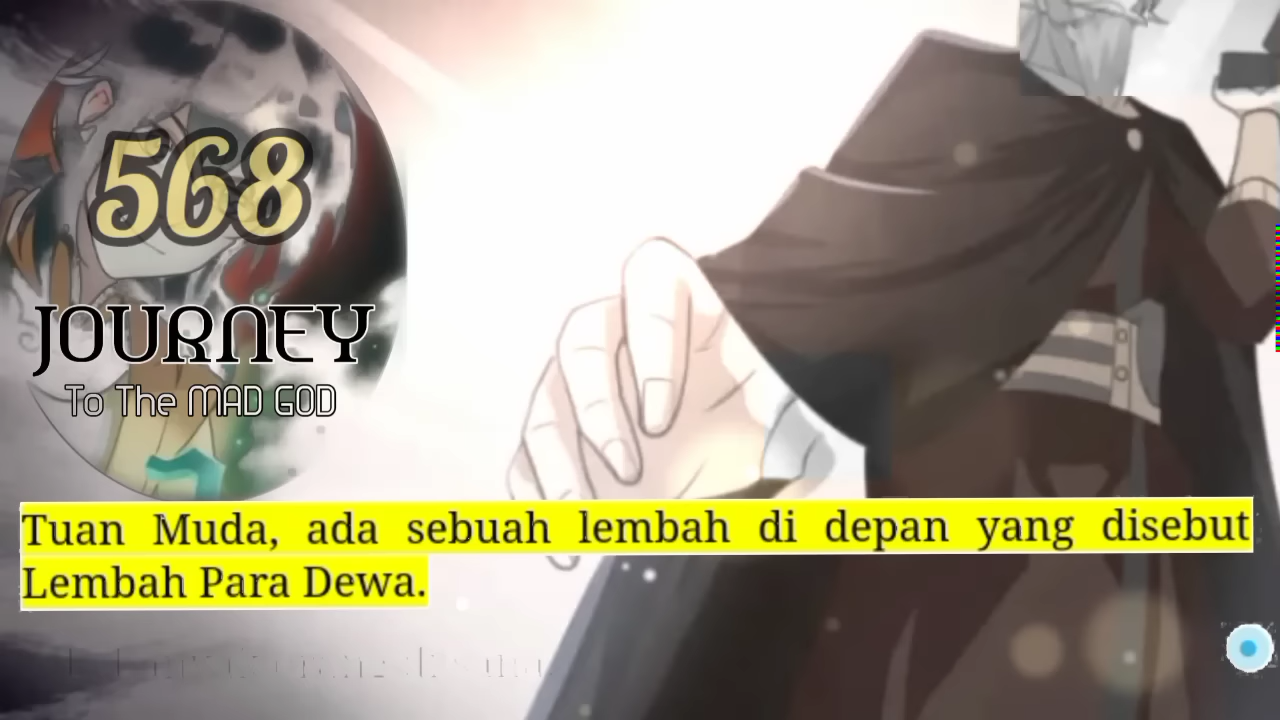 568
JOURNEY
To The MAD GOD
Tuan Muda, ada sebuah lembah di depan yang disebut
Lembah Para Dewa.